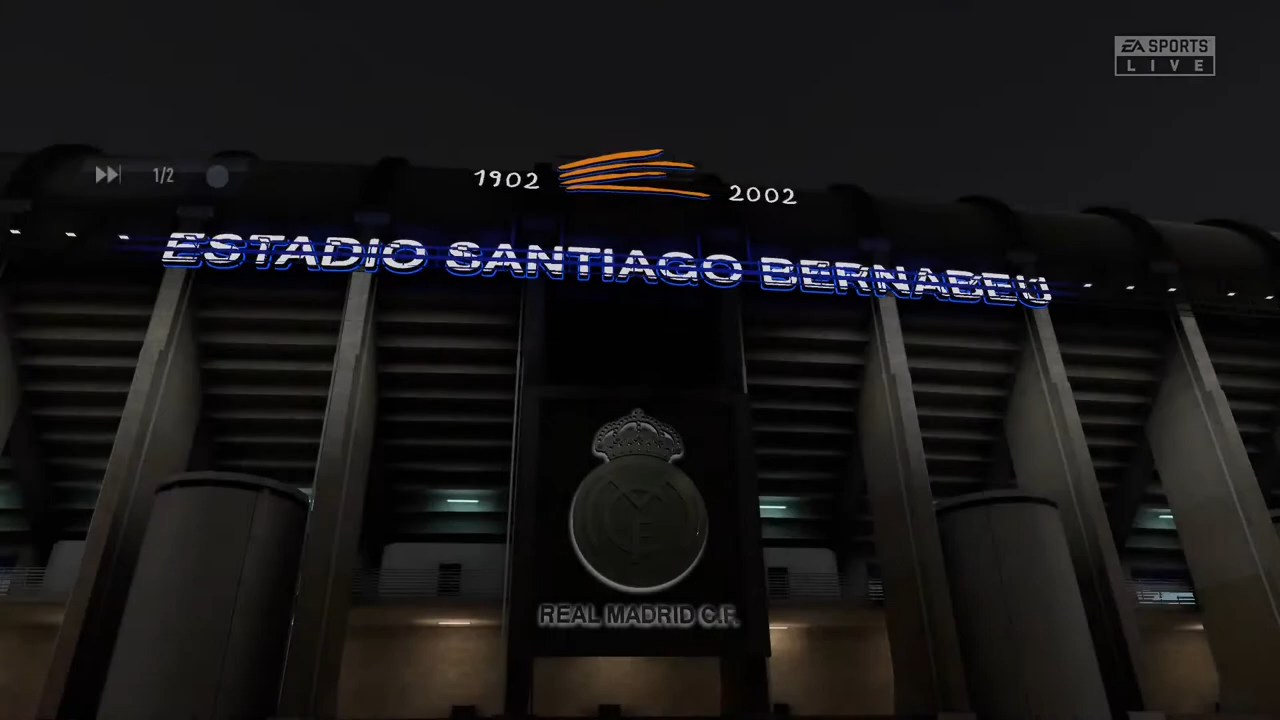 EA SPORTS
LIVE
1/2
1902 2002
ESTADIO SANTIAGO BERNABEU
REAL MADRID C.F.